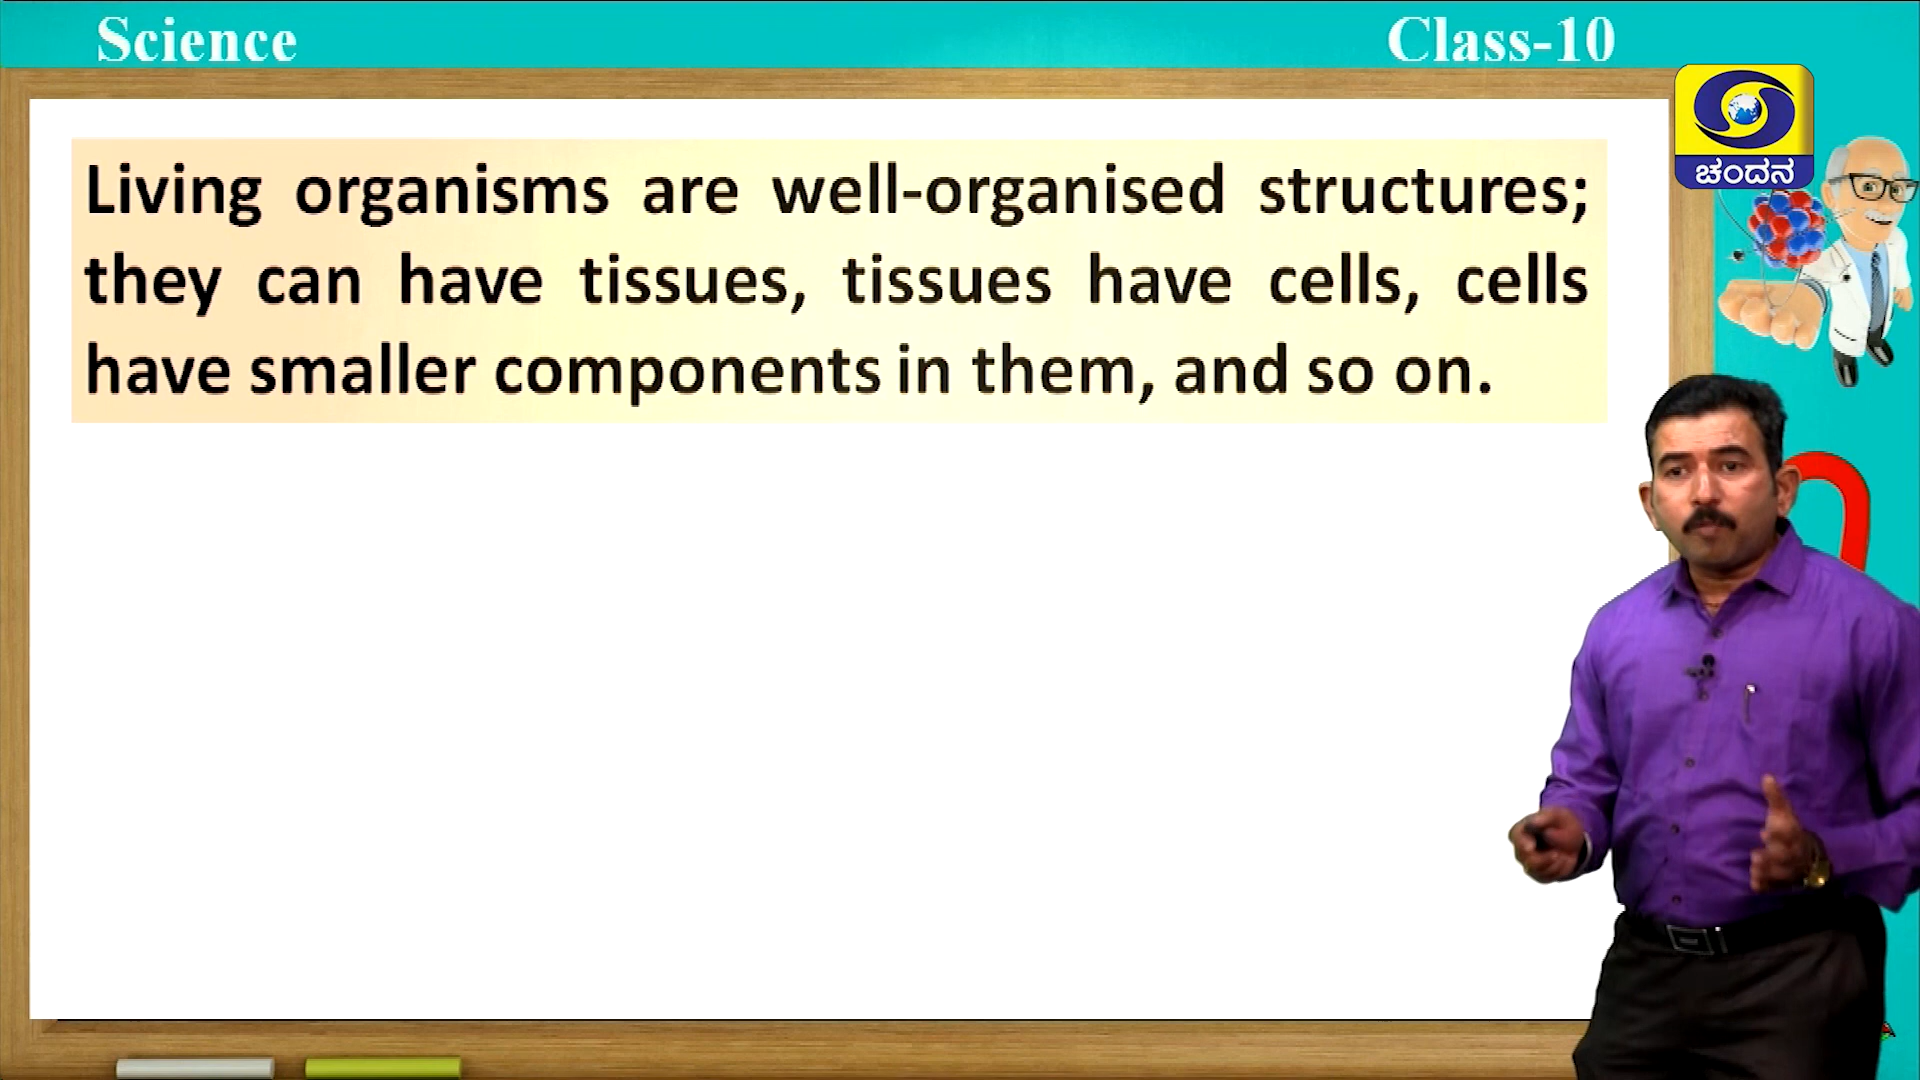 Science
Class-10
ಚಂದನ
Living organisms are well-organised structures;
they can have tissues, tissues have cells, cells
have smaller components in them, and so on.